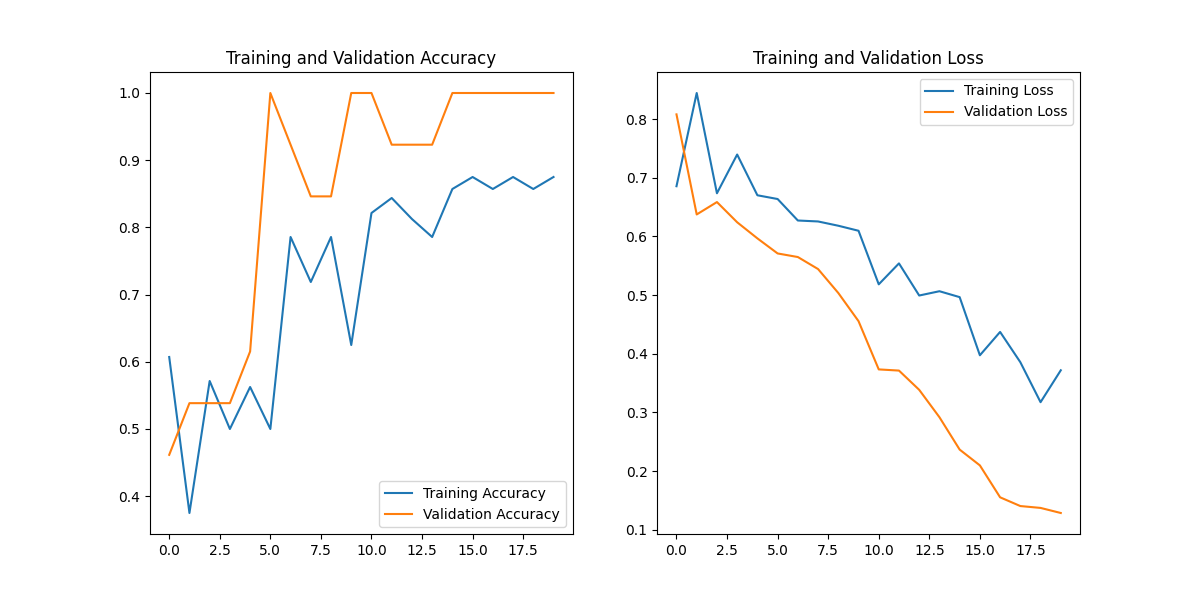 Training and Validation Accuracy
1.0
0.9
0.8
0.7
0.6
0.5
0.4
Training Accuracy
Validation Accuracy
0.0 2.5 5.0 7.5 10.0 12.5 15.0 17.5
Training and Validation Loss
Training Loss
Validation Loss
0.8
0.7
0.6
0.5
0.4
0.3
0.2
0.1
0.0 2.5 5.0 7.5 10.0 12.5 15.0 17.5